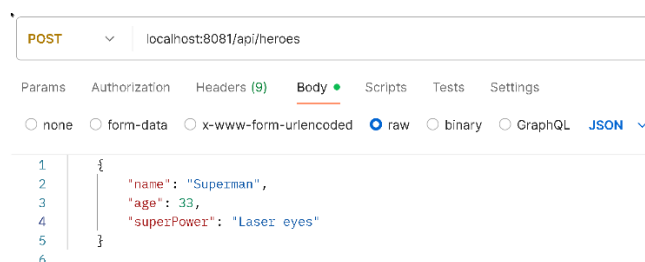 POST localhost:8081/api/heroes
Params Authorization Headers (9) Body Scripts Tests Settings
none form-data x-www-form-urlencoded raw binary GraphQL JSON
1 {
2 "name": "Superman",
3 "age": 33,
4 "superPower": "Laser eyes"
5 }
6